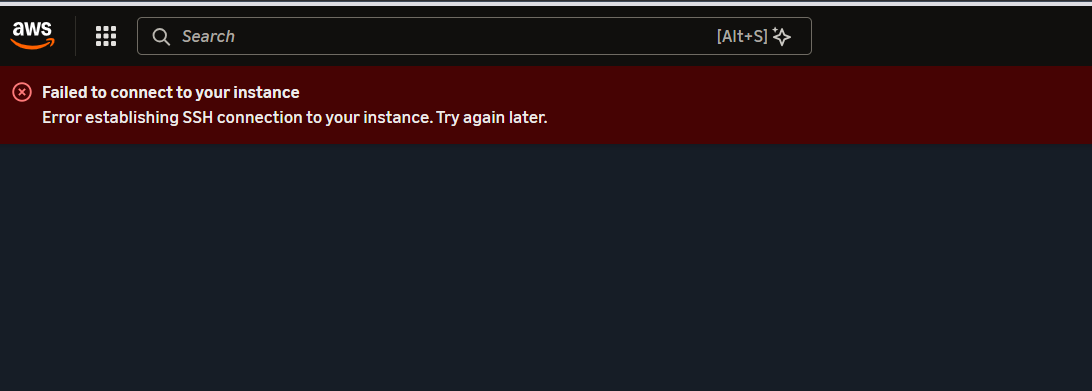 aws
Search [Alt+S]
Failed to connect to your instance
Error establishing SSH connection to your instance. Try again later.